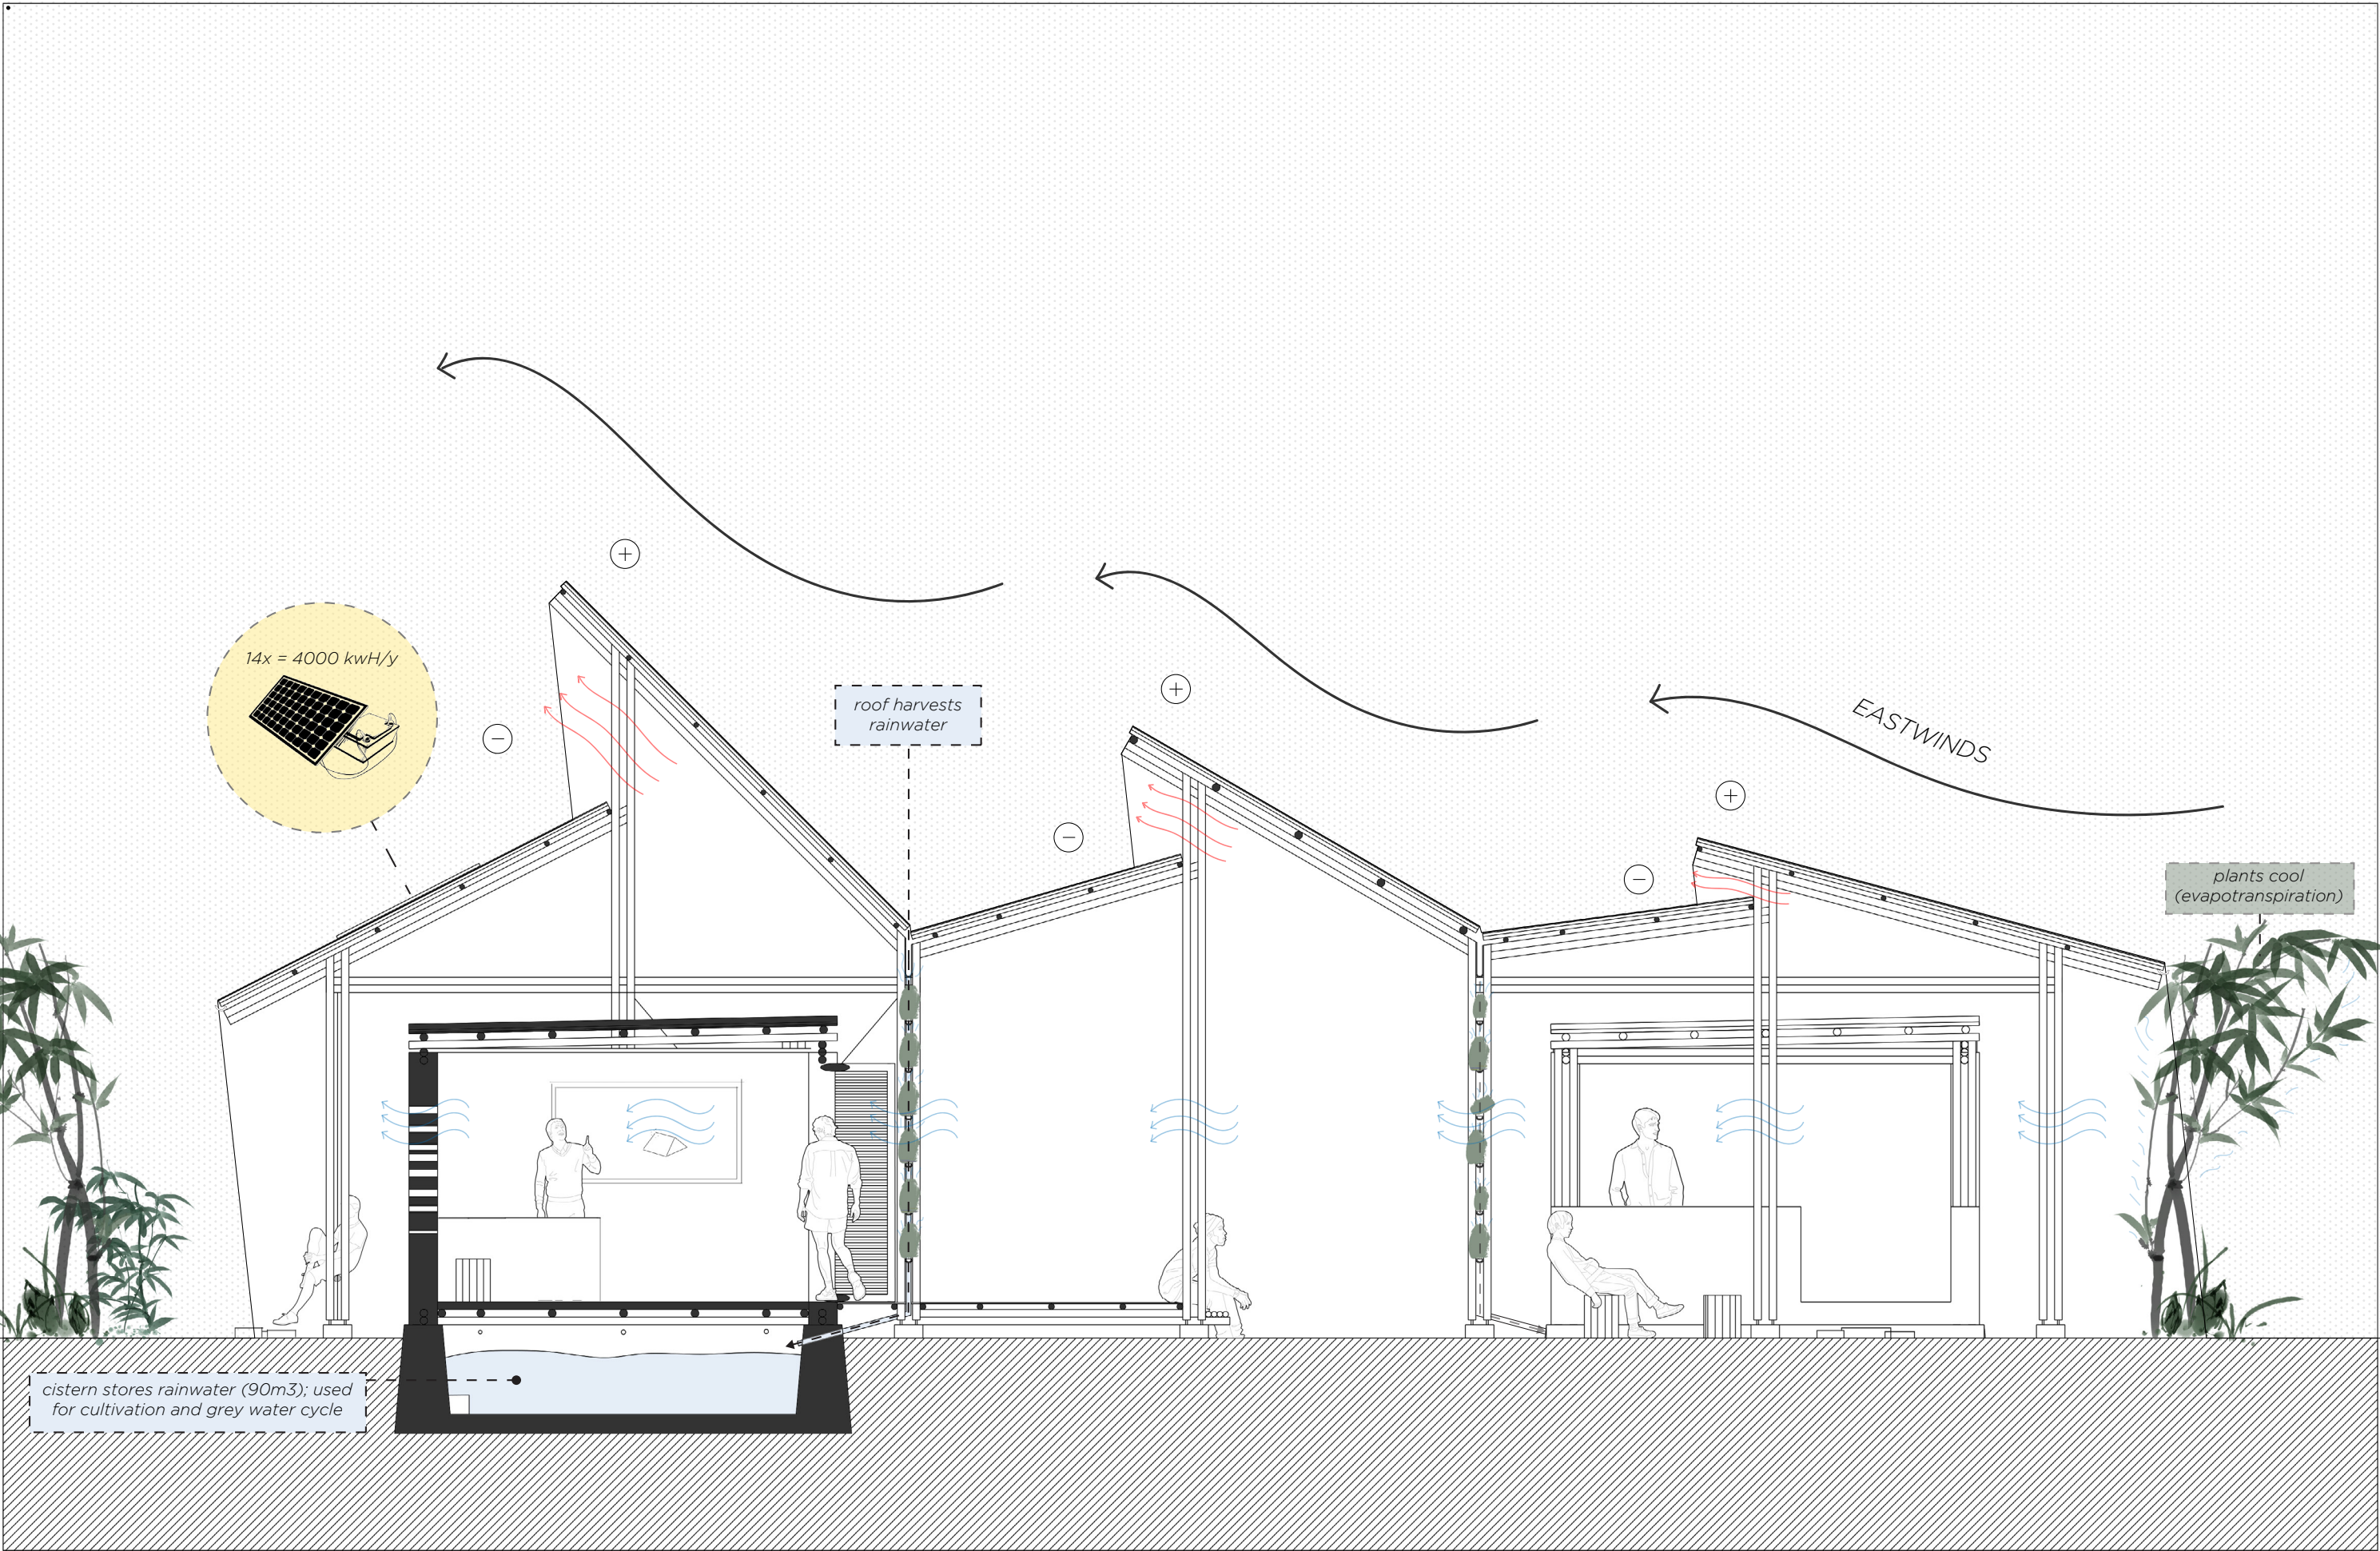 14x = 4000 kwH/y
roof harvests
rainwater
EASTWINDS
plants cool
(evapotranspiration)
cistern stores rainwater (90m3); used
for cultivation and grey water cycle